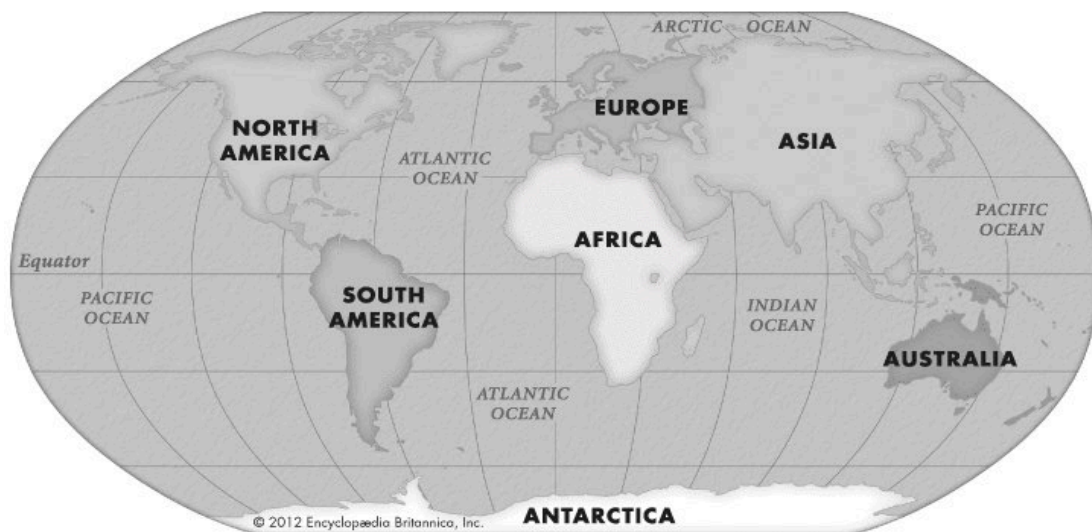 ARCTIC OCEAN
EUROPE
NORTH
AMERICA
ASIA
ATLANTIC
OCEAN
PACIFIC
OCEAN
AFRICA
Equator
PACIFIC
OCEAN
SOUTH
AMERICA
INDIAN
OCEAN
AUSTRALIA
ATLANTIC
OCEAN
ANTARCTICA
© 2012 Encyclopædia Britannica, Inc.